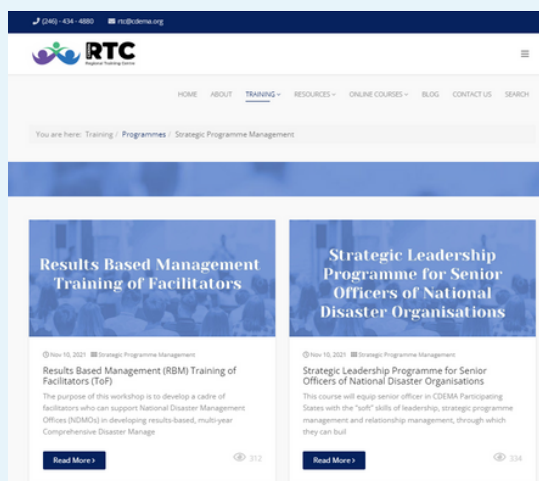 (246) - 434 - 4880 rtc@cdema.org
RTC
Regional Training Centre
HOME ABOUT TRAINING RESOURCES ONLINE COURSES BLOG CONTACT US SEARCH
You are here: Training / Programmes / Strategic Programme Management
Results Based Management
Training of Facilitators
Nov 10, 2021 Strategic Programme Management
Results Based Management (RBM) Training of
Facilitators (ToF)
The purpose of this workshop is to develop a cadre of
facilitators who can support National Disaster Management
Offices (NDMOs) in developing results-based, multi-year
Comprehensive Disaster Manage
Read More
312
Strategic Leadership
Programme for Senior
Officers of National
Disaster Organisations
Nov 10, 2021 Strategic Programme Management
Strategic Leadership Programme for Senior
Officers of National Disaster Organisations
This course will equip senior officer in CDEMA Participating
States with the "soft" skills of leadership, strategic programme
management and relationship management, through which
they can buil
Read More
334